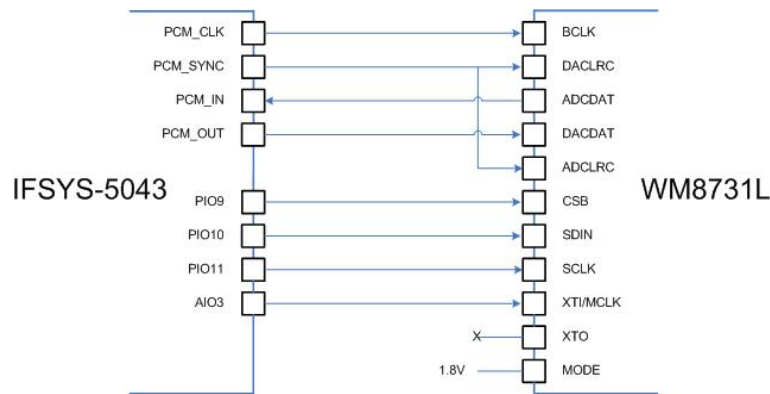 PCM_CLK BCLK
PCM_SYNC DACLRC
PCM_IN ADCDAT
PCM_OUT DACDAT
ADCLRC
IFSYS-5043 WM8731L
PIO9 CSB
PIO10 SDIN
PIO11 SCLK
AIO3 XTI/MCLK
X XTO
1.8V MODE